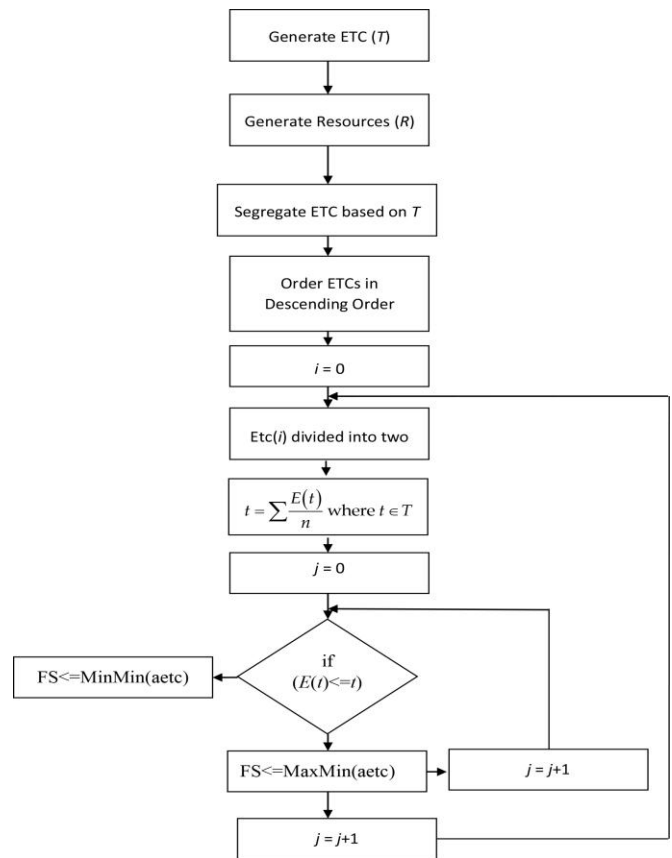 Generate ETC (T)
Generate Resources (R)
Segregate ETC based on T
Order ETCs in
Descending Order
i = 0
Etc(i) divided into two
t = ∑ E(t)/n where t ∈ T
j = 0
if
(E(t)<=t)
FS<=MinMin(aetc)
FS<=MaxMin(aetc)
j = j+1
j = j+1